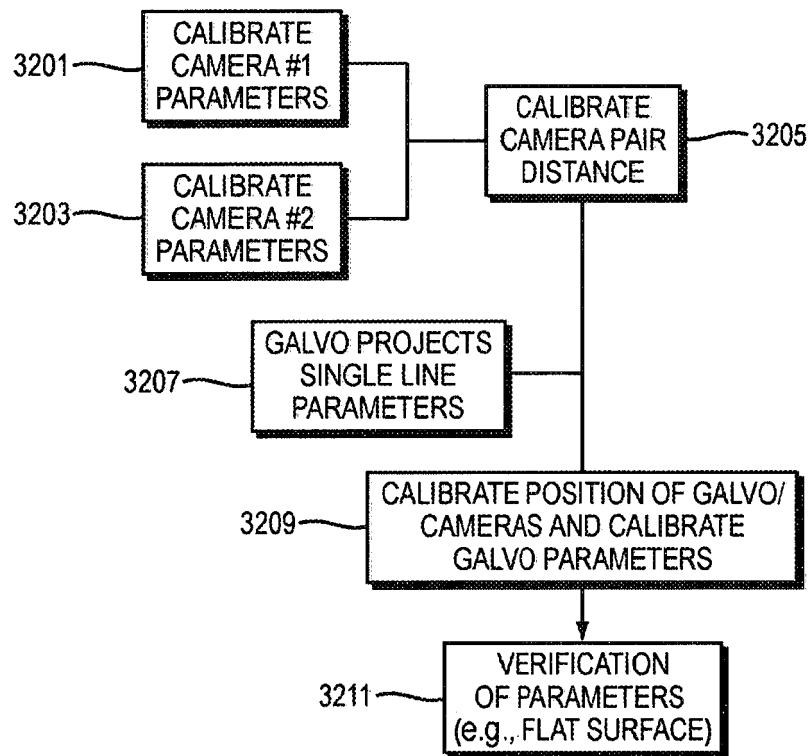 3201
CALIBRATE
CAMERA #1
PARAMETERS
3203
CALIBRATE
CAMERA #2
PARAMETERS
CALIBRATE
CAMERA PAIR
DISTANCE
3205
3207
GALVO PROJECTS
SINGLE LINE
PARAMETERS
3209
CALIBRATE POSITION OF GALVO/
CAMERAS AND CALIBRATE
GALVO PARAMETERS
3211
VERIFICATION
OF PARAMETERS
(e.g., FLAT SURFACE)